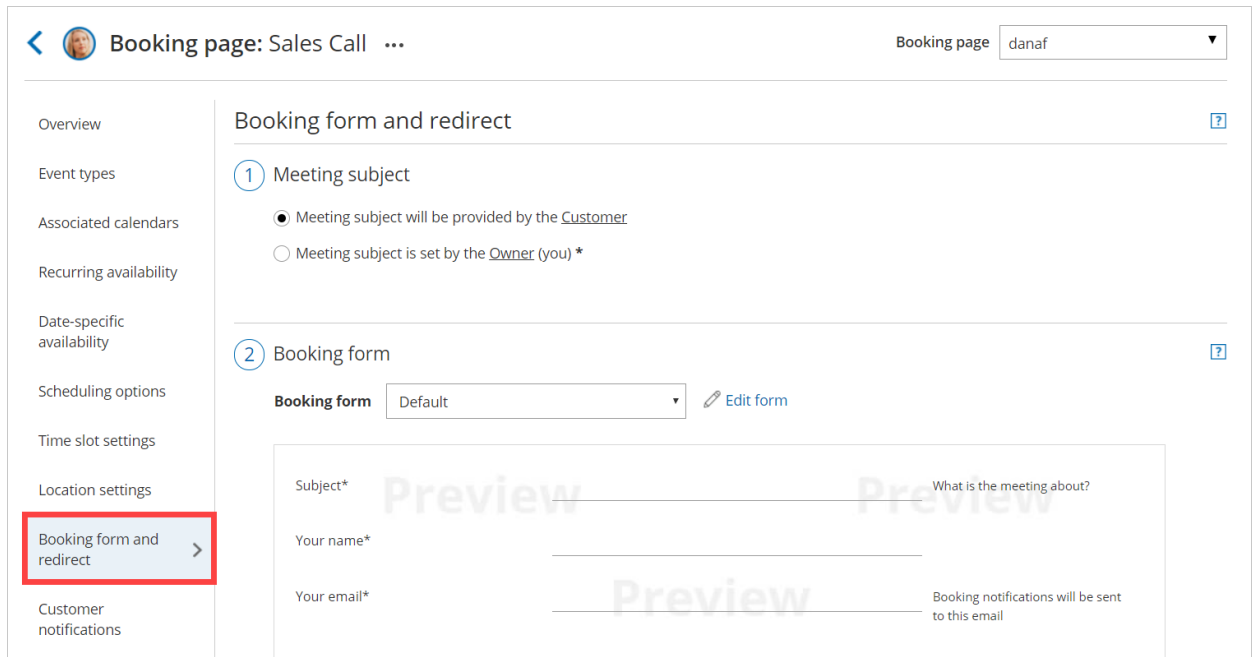 Booking page: Sales Call ...
Booking page danaf
Overview
Event types
Associated calendars
Recurring availability
Date-specific
availability
Scheduling options
Time slot settings
Location settings
Booking form and
redirect
Customer
notifications
Booking form and redirect ?
1 Meeting subject
Meeting subject will be provided by the Customer
Meeting subject is set by the Owner (you) *
2 Booking form ?
Booking form Default Edit form
Preview Preview
Subject* What is the meeting about?
Your name*
Preview
Your email* Booking notifications will be sent
to this email